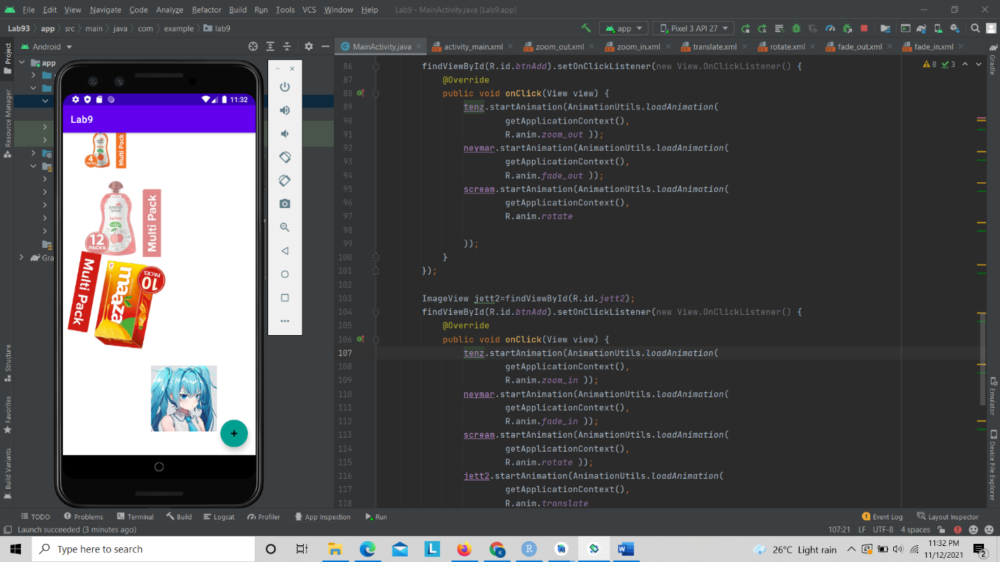 File Edit View Navigate Code Analyze Refactor Build Run Tools VCS Window Help Lab9 - MainActivity.java [Lab9.app]
Lab93 app src main java com example lab9 app Pixel 3 API 27
Project
Android
MainActivity.java activity_main.xml zoom_out.xml zoom_in.xml translate.xml rotate.xml fade_out.xml fade_in.xml
Gradle
app
Resource Manager
Gra
11:32
Lab9
4
Multi Pack
paper boat
Lychee
12 PACKS
Multi Pack
Multi Pack
maaza
10 PACKS
+
8 3
86 findViewById(R.id.btnAdd).setOnClickListener(new View.OnClickListener() {
87 @Override
88 public void onClick(View view) {
89 tenz.startAnimation(AnimationUtils.loadAnimation(
90 getApplicationContext(),
91 R.anim.zoom_out ));
92 neymar.startAnimation(AnimationUtils.loadAnimation(
93 getApplicationContext(),
94 R.anim.fade_out ));
95 scream.startAnimation(AnimationUtils.loadAnimation(
96 getApplicationContext(),
97 R.anim.rotate
98
99 ));
100 }
101 });
102
103 ImageView jett2=findViewById(R.id.jett2);
104 findViewById(R.id.btnAdd).setOnClickListener(new View.OnClickListener() {
105 @Override
106 public void onClick(View view) {
107 tenz.startAnimation(AnimationUtils.loadAnimation(
108 getApplicationContext(),
109 R.anim.zoom_in ));
110 neymar.startAnimation(AnimationUtils.loadAnimation(
111 getApplicationContext(),
112 R.anim.fade_in ));
113 scream.startAnimation(AnimationUtils.loadAnimation(
114 getApplicationContext(),
115 R.anim.rotate ));
116 jett2.startAnimation(AnimationUtils.loadAnimation(
117 getApplicationContext(),
118 R.anim.translate
Structure
Favorites
Build Variants
Emulator
Device File Explorer
TODO Problems Terminal Build Logcat Profiler App Inspection Run 1 Event Log Layout Inspector
Launch succeeded (3 minutes ago) 107:21 LF UTF-8 4 spaces
Type here to search
L
K
R
W
26°C Light rain
11:32 PM
11/12/2021
2